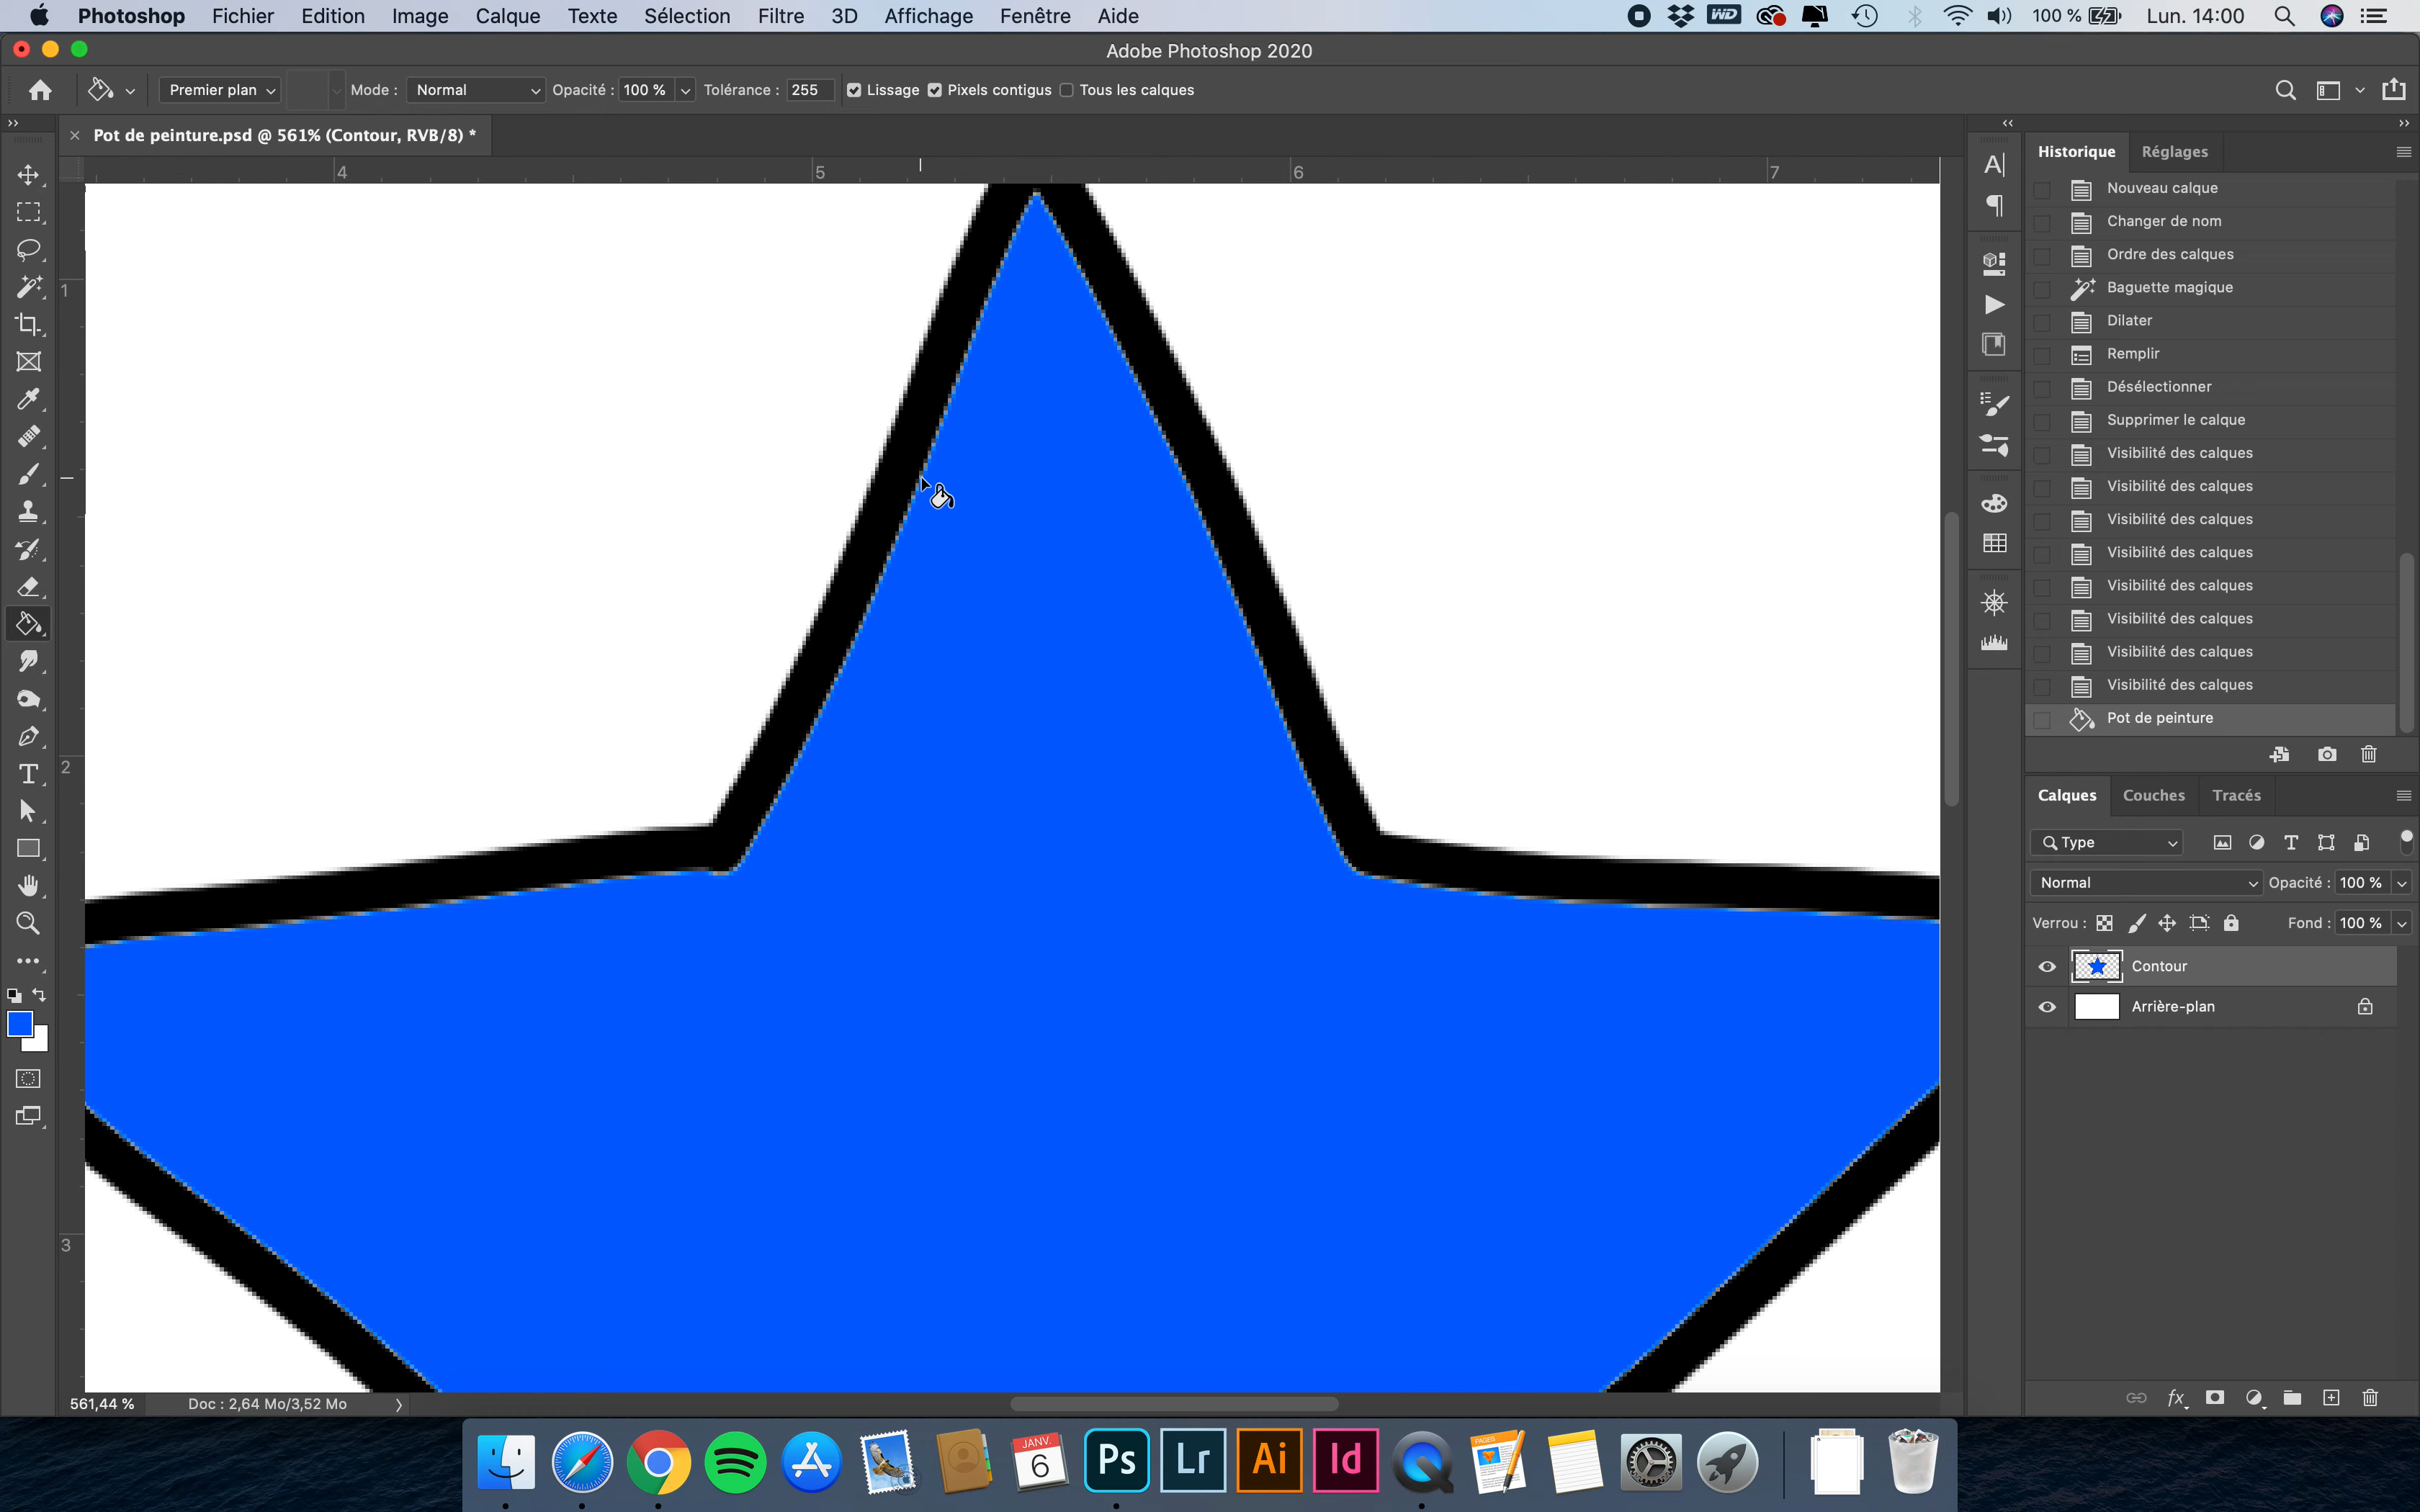 Photoshop Fichier Edition Image Calque Texte Sélection Filtre 3D Affichage Fenêtre Aide WD 100 % Lun. 14:00
Adobe Photoshop 2020
Premier plan Mode : Normal Opacité : 100 % Tolérance : 255 Lissage Pixels contigus Tous les calques
Pot de peinture.psd @ 561% (Contour, RVB/8) *
4 5 6 7
1
2
3
Historique Réglages
Nouveau calque
Changer de nom
Ordre des calques
Baguette magique
Dilater
Remplir
Désélectionner
Supprimer le calque
Visibilité des calques
Visibilité des calques
Visibilité des calques
Visibilité des calques
Visibilité des calques
Visibilité des calques
Visibilité des calques
Visibilité des calques
Pot de peinture
Calques Couches Tracés
Type
Normal Opacité : 100 %
Verrou : Fond : 100 %
Contour
Arrière-plan
fx
561,44 % Doc : 2,64 Mo/3,52 Mo
JANV.
6
Ps Lr Ai Id
PAGES